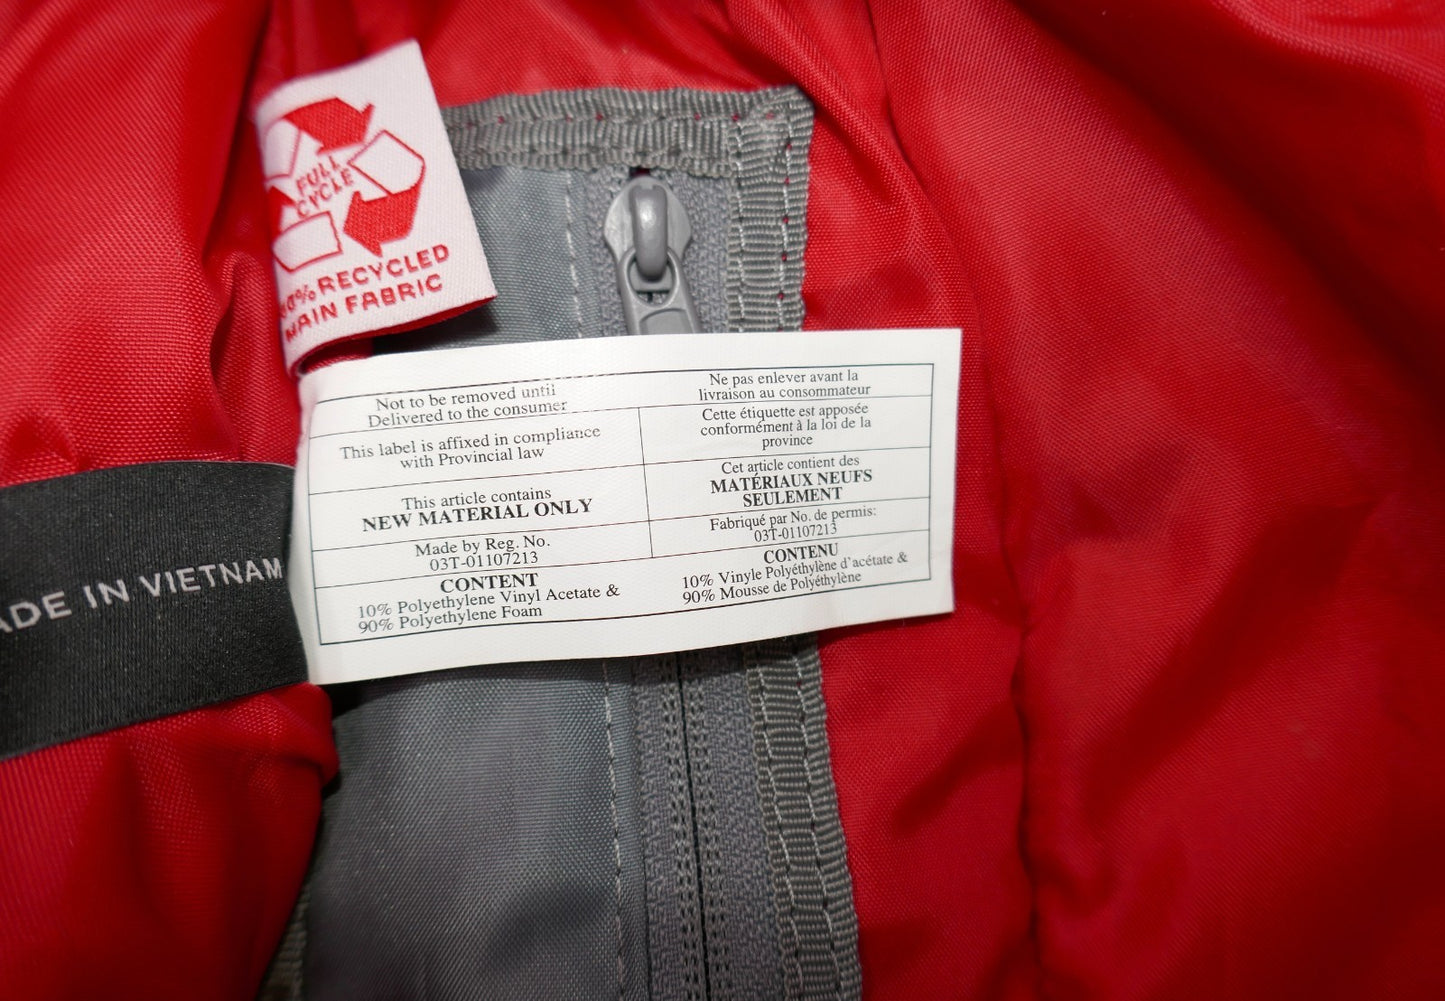 FULL
CYCLE
RECYCLED
MAIN FABRIC
Not to be removed until
Delivered to the consumer
This label is affixed in compliance
with Provincial law
This article contains
NEW MATERIAL ONLY
Made by Reg. No.
03T-01107213
CONTENT
10% Polyethylene Vinyl Acetate &
90% Polyethylene Foam
Ne pas enlever avant la
livraison au consommateur
Cette étiquette est apposée
conformément à la loi de la
province
Cet article contient des
MATÉRIAUX NEUFS
SEULEMENT
Fabriqué par No. de permis:
03T-01107213
CONTENU
10% Vinyle Polyéthylène d'acétate &
90% Mousse de Polyéthylène
ADE IN VIETNAM